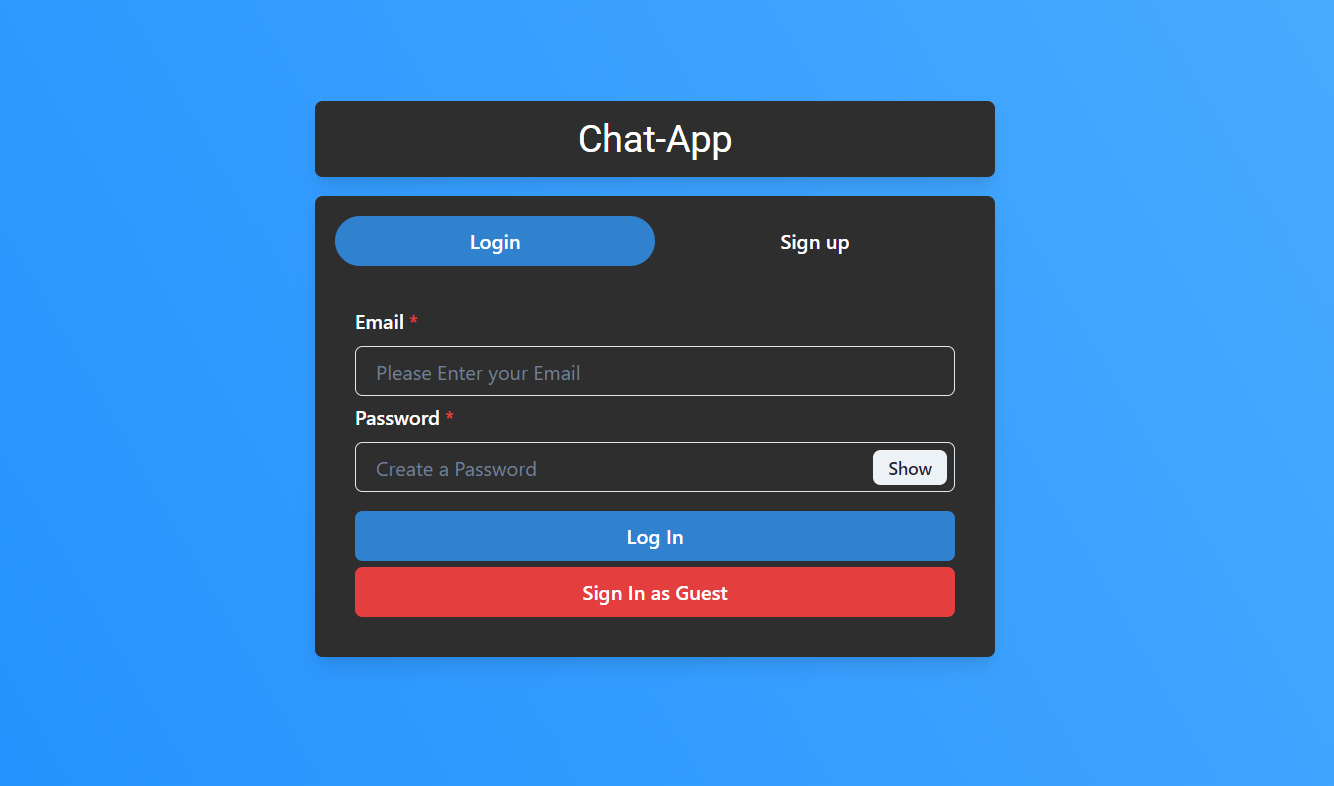 Chat-App
Login Sign up
Email *
Please Enter your Email
Password *
Create a Password Show
Log In
Sign In as Guest